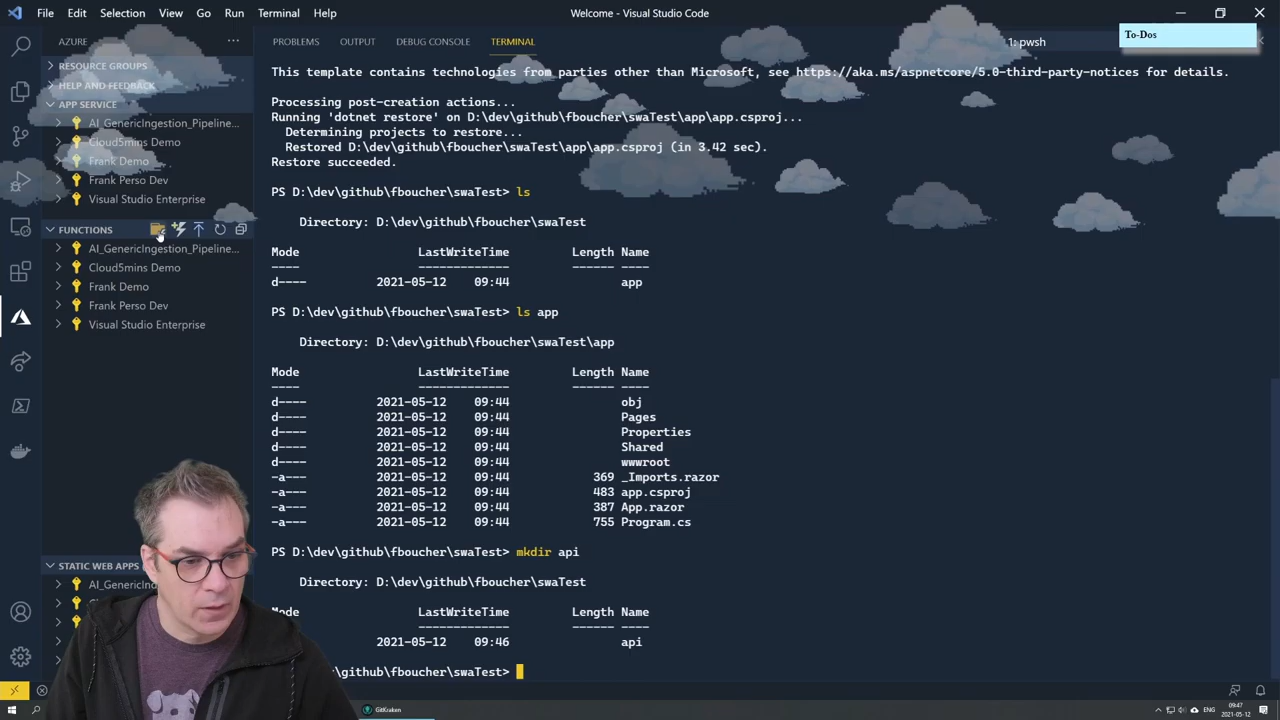 File Edit Selection View Go Run Terminal Help
Welcome - Visual Studio Code
To-Dos
AZURE
PROBLEMS OUTPUT DEBUG CONSOLE TERMINAL
1: pwsh
RESOURCE GROUPS
HELP AND FEEDBACK
APP SERVICE
AI_GenericIngestion_Pipeline...
Cloud5mins Demo
Frank Demo
Frank Perso Dev
Visual Studio Enterprise
FUNCTIONS
AI_GenericIngestion_Pipeline...
Cloud5mins Demo
Frank Demo
Frank Perso Dev
Visual Studio Enterprise
STATIC WEB APPS
This template contains technologies from parties other than Microsoft, see https://aka.ms/aspnetcore/5.0-third-party-notices for details.
Processing post-creation actions...
Running 'dotnet restore' on D:\dev\github\fboucher\swaTest\app\app.csproj...
Determining projects to restore...
Restored D:\dev\github\fboucher\swaTest\app\app.csproj (in 3.42 sec).
Restore succeeded.
PS D:\dev\github\fboucher\swaTest> ls
Directory: D:\dev\github\fboucher\swaTest
Mode LastWriteTime Length Name
---- ------------- ------ ----
d---- 2021-05-12 09:44 app
PS D:\dev\github\fboucher\swaTest> ls app
Directory: D:\dev\github\fboucher\swaTest\app
Mode LastWriteTime Length Name
---- ------------- ------ ----
d---- 2021-05-12 09:44 obj
d---- 2021-05-12 09:44 Pages
d---- 2021-05-12 09:44 Properties
d---- 2021-05-12 09:44 Shared
d---- 2021-05-12 09:44 wwwroot
-a--- 2021-05-12 09:44 369 _Imports.razor
-a--- 2021-05-12 09:44 483 app.csproj
-a--- 2021-05-12 09:44 387 App.razor
-a--- 2021-05-12 09:44 755 Program.cs
PS D:\dev\github\fboucher\swaTest> mkdir api
Directory: D:\dev\github\fboucher\swaTest
Mode LastWriteTime Length Name
---- ------------- ------ ----
2021-05-12 09:46 api
\github\fboucher\swaTest>
GitKraken
ENG
09:47
2021-05-12